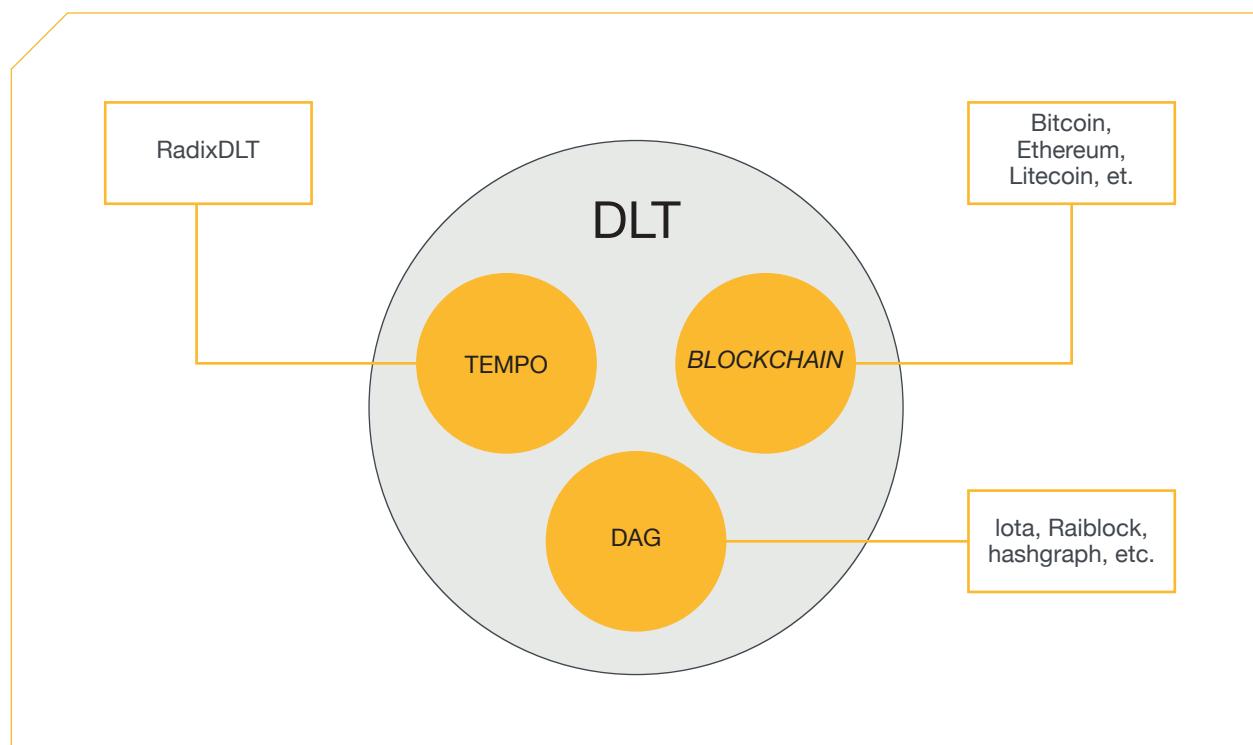 RadixDLT
Bitcoin,
Ethereum,
Litecoin, et.
DLT
TEMPO
BLOCKCHAIN
DAG
Iota, Raiblock,
hashgraph, etc.